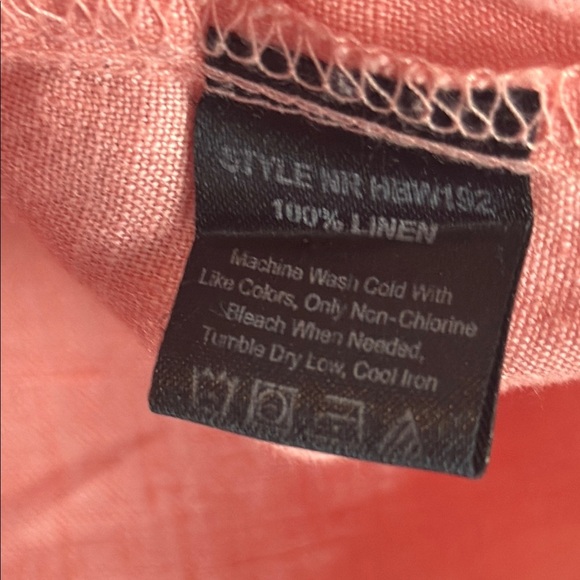 STYLE NR HBW192
100% LINEN
Machine Wash Cold With
Like Colors, Only Non-Chlorine
Bleach When Needed,
Tumble Dry Low, Cool Iron